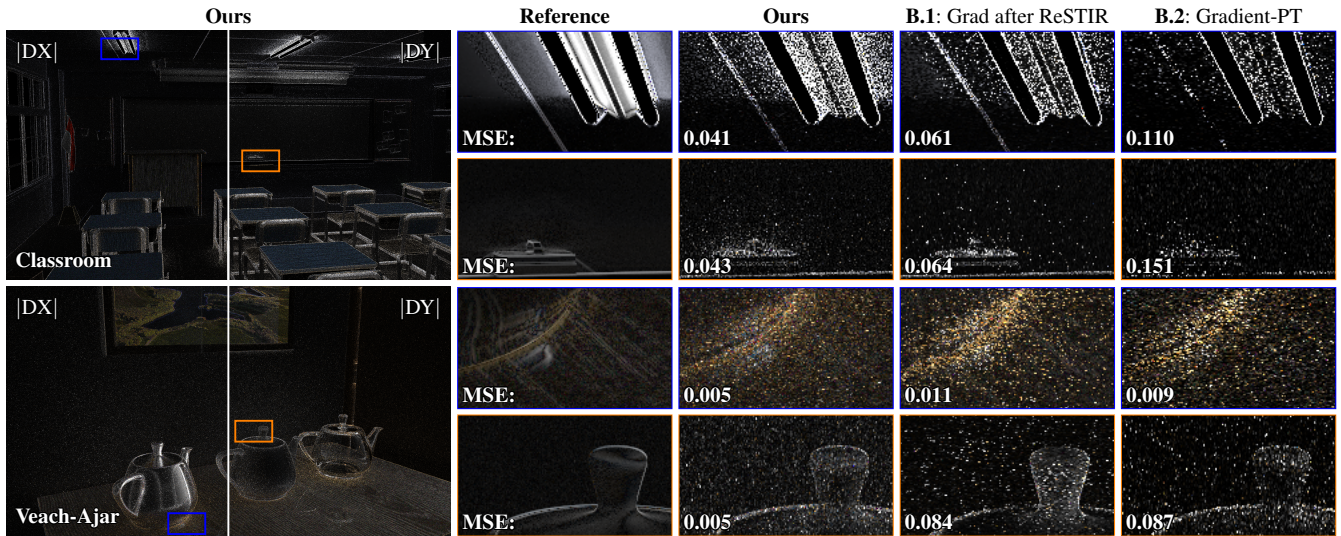 Ours Reference Ours B.1: Grad after ReSTIR B.2: Gradient-PT
|DX| |DY|
MSE: 0.041 0.061 0.110
Classroom
MSE: 0.043 0.064 0.151
|DX| |DY|
MSE: 0.005 0.011 0.009
Veach-Ajar
MSE: 0.005 0.084 0.087